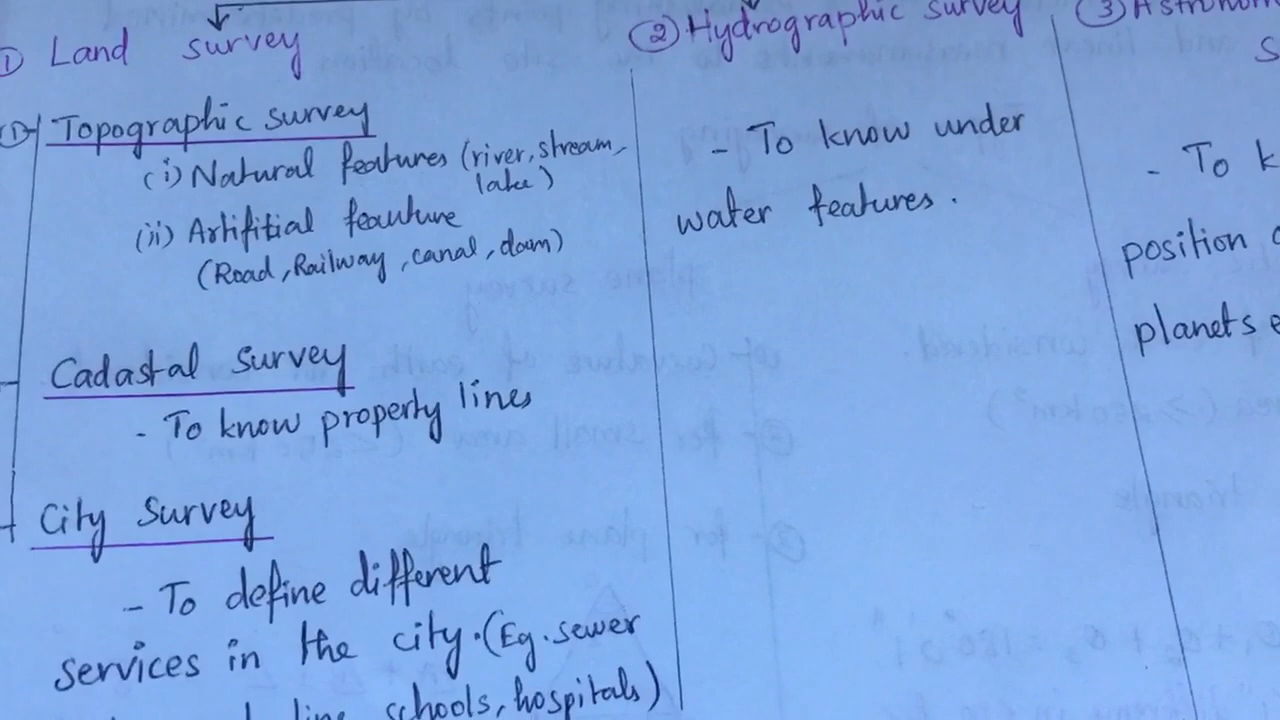 ① Land survey
① Topographic survey
(i) Natural features (river, stream,
lake)
(ii) Artifitial feauture
(Road, Railway, canal, dam)
Cadastal survey
- To know property lines
City survey
- To define different
services in the city. (Eg. sewer
line, schools, hospitals)
② Hydrographic survey
- To know under
water features.
③
- To
position
planets